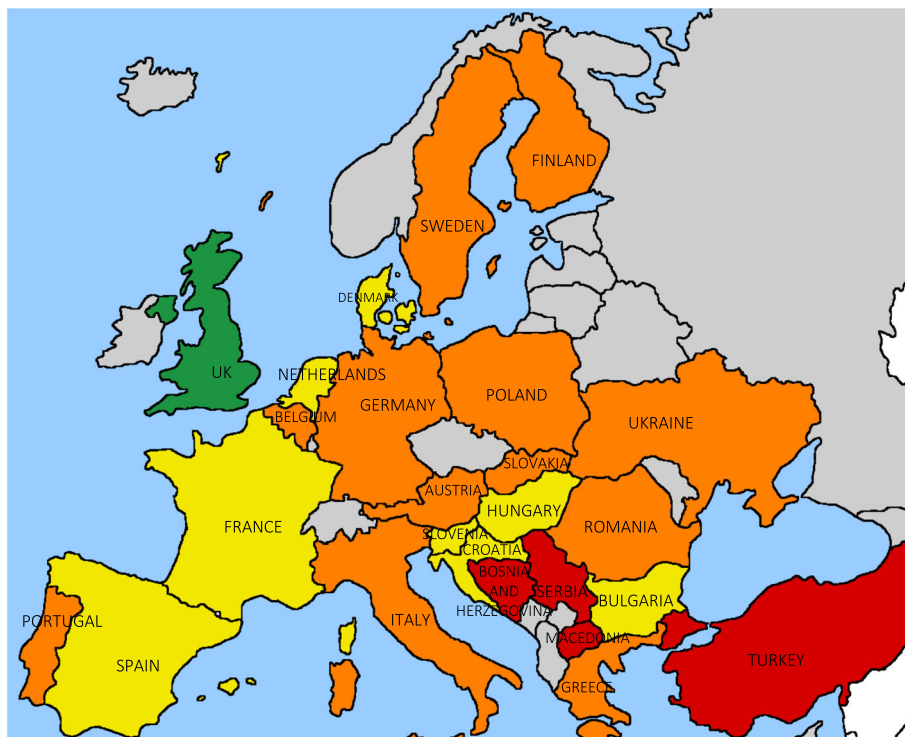 FINLAND
SWEDEN
DENMARK
UK
NETHERLANDS
GERMANY
POLAND
BELGIUM
UKRAINE
SLOVAKIA
AUSTRIA
HUNGARY
FRANCE
ROMANIA
SLOVENIA
CROATIA
BOSNIA
AND
HERZEGOVINA
SERBIA
BULGARIA
PORTUGAL
ITALY
MACEDONIA
SPAIN
TURKEY
GREECE